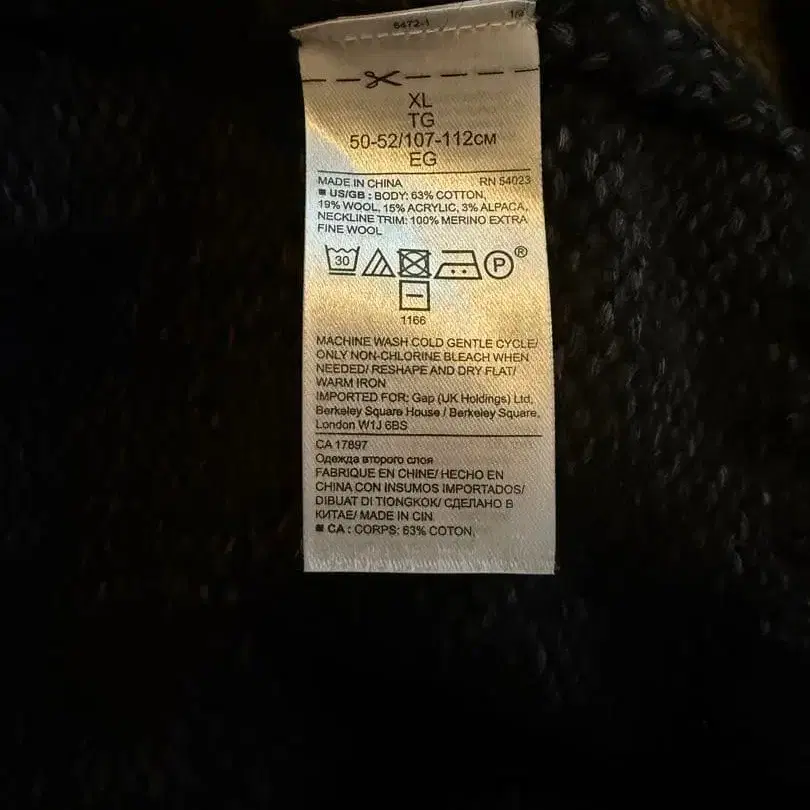 6472-1 1/2
XL
TG
50-52/107-112CM
EG
MADE IN CHINA RN 54023
■ US/GB : BODY: 63% COTTON,
19% WOOL, 15% ACRYLIC, 3% ALPACA,
NECKLINE TRIM: 100% MERINO EXTRA
FINE WOOL
30 P®
1166
MACHINE WASH COLD GENTLE CYCLE/
ONLY NON-CHLORINE BLEACH WHEN
NEEDED/ RESHAPE AND DRY FLAT/
WARM IRON
IMPORTED FOR: Gap (UK Holdings) Ltd,
Berkeley Square House / Berkeley Square,
London W1J 6BS
CA 17897
Одежда второго слоя
FABRIQUE EN CHINE/ HECHO EN
CHINA CON INSUMOS IMPORTADOS/
DIBUAT DI TIONGKOK/ СДЕЛАНО В
КИТАЕ/ MADE IN CIN
■ CA : CORPS: 63% COTON,